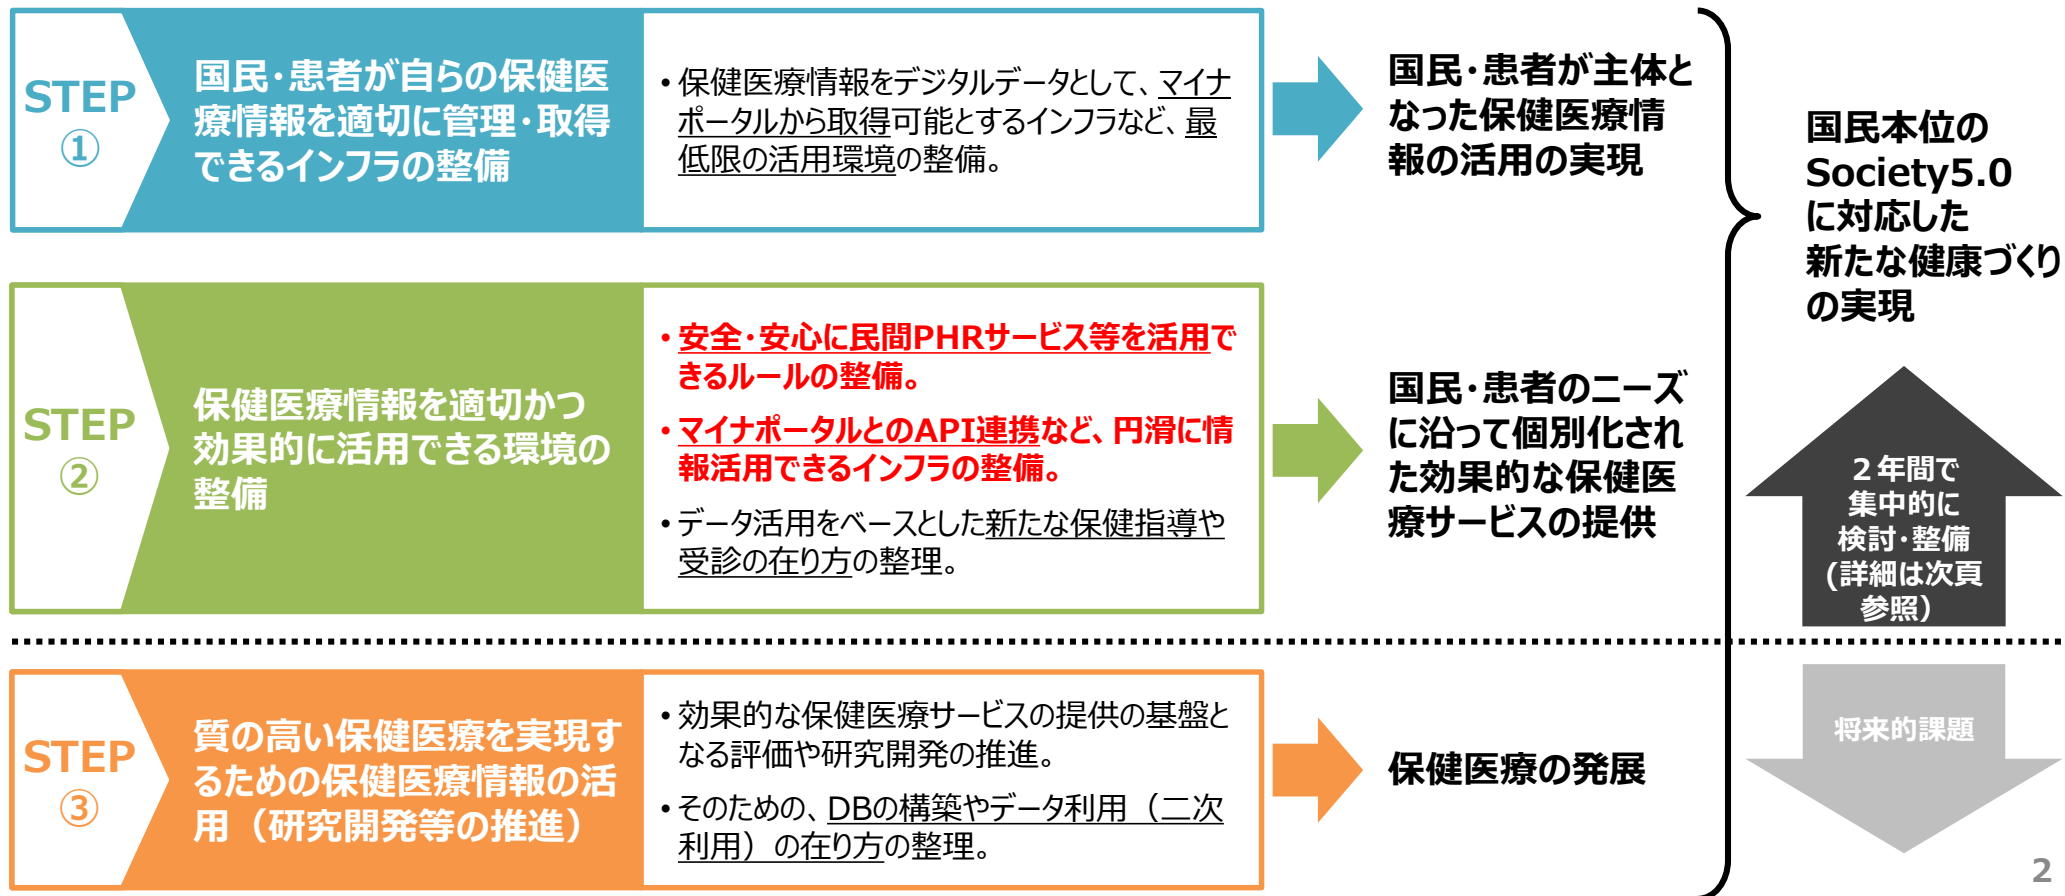 STEP
①
国民･患者が自らの保健医
療情報を適切に管理･取得
できるインフラの整備
• 保健医療情報をデジタルデータとして、マイナ
ポータルから取得可能とするインフラなど、最
低限の活用環境の整備。
国民･患者が主体と
なった保健医療情
報の活用の実現
国民本位の
Society5.0
に対応した
新たな健康づくり
の実現
STEP
②
保健医療情報を適切かつ
効果的に活用できる環境の
整備
• 安全･安心に民間PHRサービス等を活用で
きるルールの整備。
• マイナポータルとのAPI連携など、円滑に情
報活用できるインフラの整備。
• データ活用をベースとした新たな保健指導や
受診の在り方の整理。
国民･患者のニーズ
に沿って個別化され
た効果的な保健医
療サービスの提供
２年間で
集中的に
検討･整備
(詳細は次頁
参照）
STEP
③
質の高い保健医療を実現す
るための保健医療情報の活
用（研究開発等の推進）
• 効果的な保健医療サービスの提供の基盤と
なる評価や研究開発の推進。
• そのための、DBの構築やデータ利用（二次
利用）の在り方の整理。
保健医療の発展
将来的課題
2